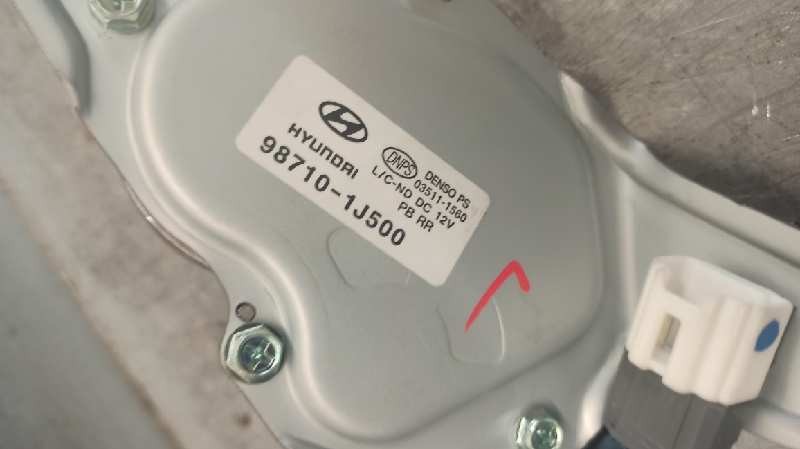 HYUNDAI
98710-1J500
DNPS
DENSO PS
03511-1560
L/C-ND DC 12V
PB RR